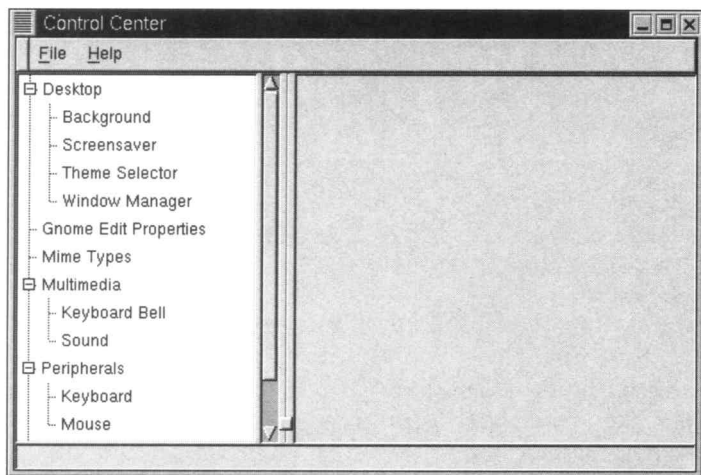 Control Center
File Help
Desktop
Background
Screensaver
Theme Selector
Window Manager
Gnome Edit Properties
Mime Types
Multimedia
Keyboard Bell
Sound
Peripherals
Keyboard
Mouse